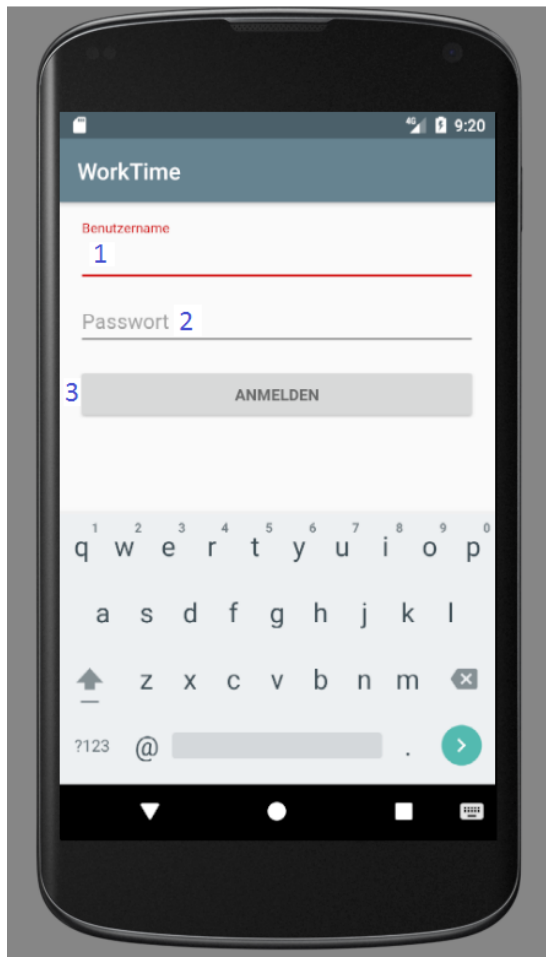 4G 9:20
WorkTime
Benutzername
1
Passwort 2
3 ANMELDEN
1 2 3 4 5 6 7 8 9 0
q w e r t y u i o p
a s d f g h j k l
z x c v b n m
?123 @ .